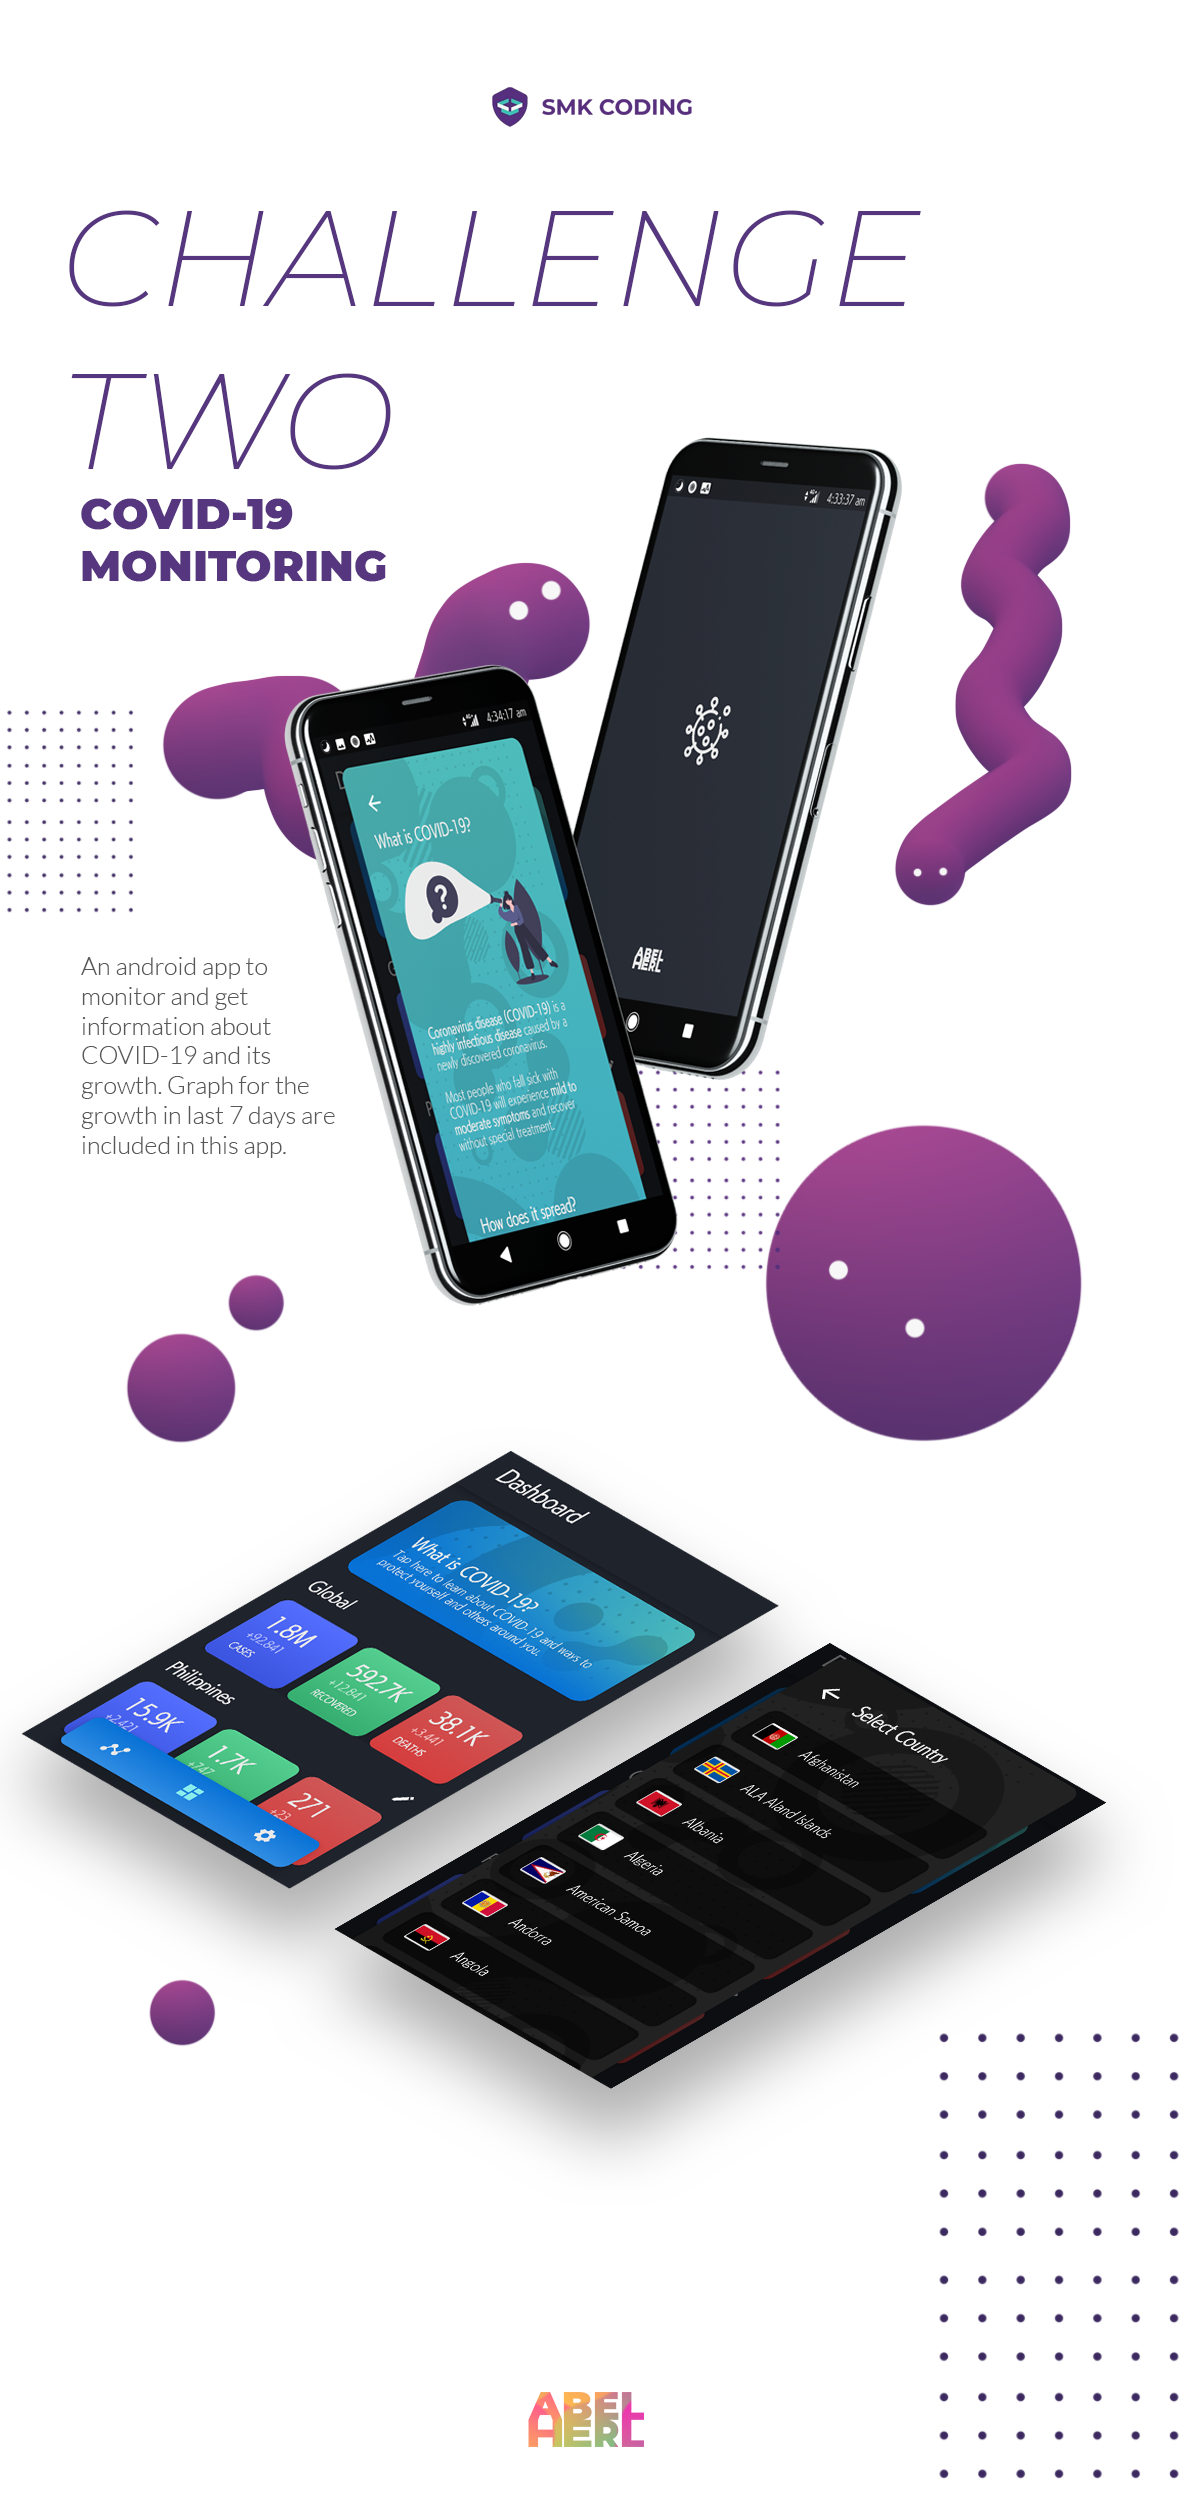 SMK CODING
CHALLENGE
TWO
COVID-19
MONITORING
4:33:37 am
ABEL
HERL
4:34:17 am
What is COVID-19?
?
Coronavirus disease (COVID-19) is a
highly infectious disease caused by a
newly discovered coronavirus.
Most people who fall sick with
COVID-19 will experience mild to
moderate symptoms and recover
without special treatment.
How does it spread?
An android app to
monitor and get
information about
COVID-19 and its
growth. Graph for the
growth in last 7 days are
included in this app.
Dashboard
What is COVID-19?
Tap here to learn about COVID-19 and ways to
protect yourself and others around you.
Global
1.8M
+92,841
CASES
592.7K
+12,841
RECOVERED
38.1K
+3,441
DEATHS
Philippines
15.9K
+2,421
1.7K
+747
271
+23
Select Country
Afghanistan
ALA Aland Islands
Albania
Algeria
American Samoa
Andorra
Angola
ABEL
HERL